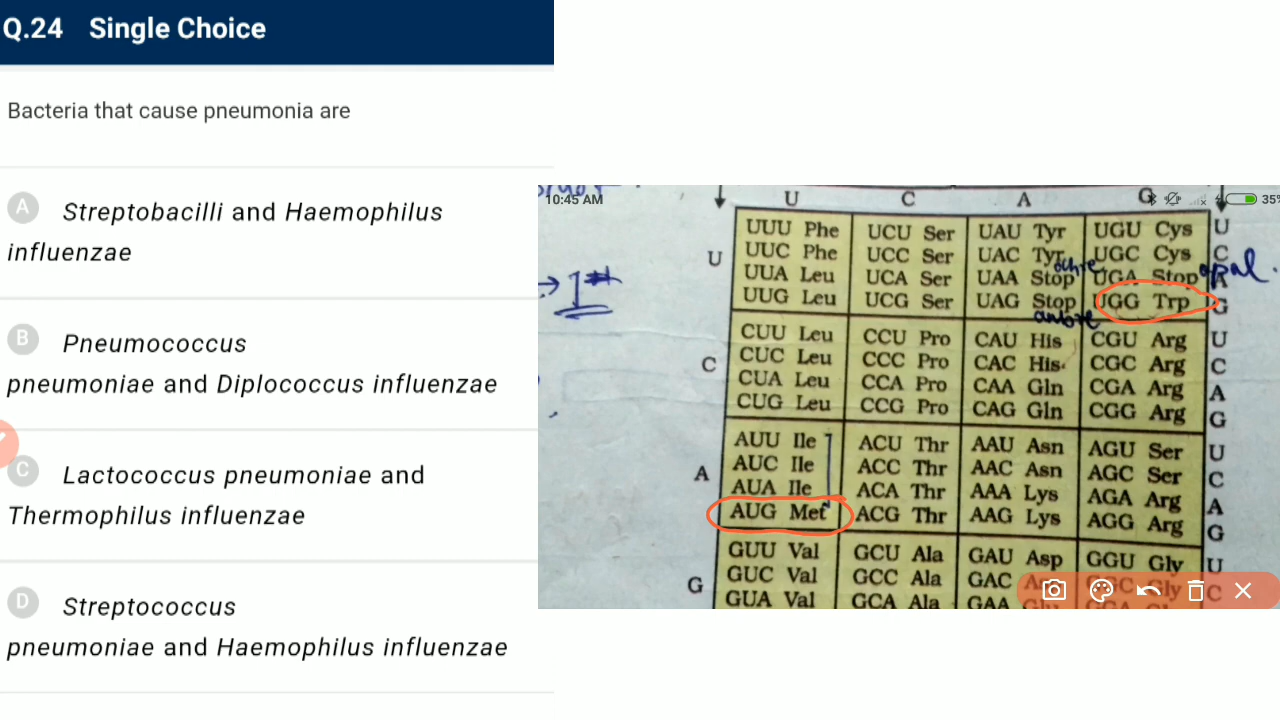 Q.24 Single Choice
Bacteria that cause pneumonia are
A Streptobacilli and Haemophilus
influenzae
B Pneumococcus
pneumoniae and Diplococcus influenzae
C Lactococcus pneumoniae and
Thermophilus influenzae
D Streptococcus
pneumoniae and Haemophilus influenzae
10:45 AM 35%
U C A G
U
UUU Phe UCU Ser UAU Tyr UGU Cys U
UUC Phe UCC Ser UAC Tyr UGC Cys C
UUA Leu UCA Ser UAA Stop ochre UGA Stop opal. A
UUG Leu UCG Ser UAG Stop UGG Trp G
1st
C
CUU Leu CCU Pro CAU His CGU Arg U
CUC Leu CCC Pro CAC His CGC Arg C
CUA Leu CCA Pro CAA Gln CGA Arg A
CUG Leu CCG Pro CAG Gln CGG Arg G
A
AUU Ile ACU Thr AAU Asn AGU Ser U
AUC Ile ACC Thr AAC Asn AGC Ser C
AUA Ile ACA Thr AAA Lys AGA Arg A
AUG Met ACG Thr AAG Lys AGG Arg G
G
GUU Val GCU Ala GAU Asp GGU Gly U
GUC Val GCC Ala GAC Gly C
GUA Val GCA Ala GAA